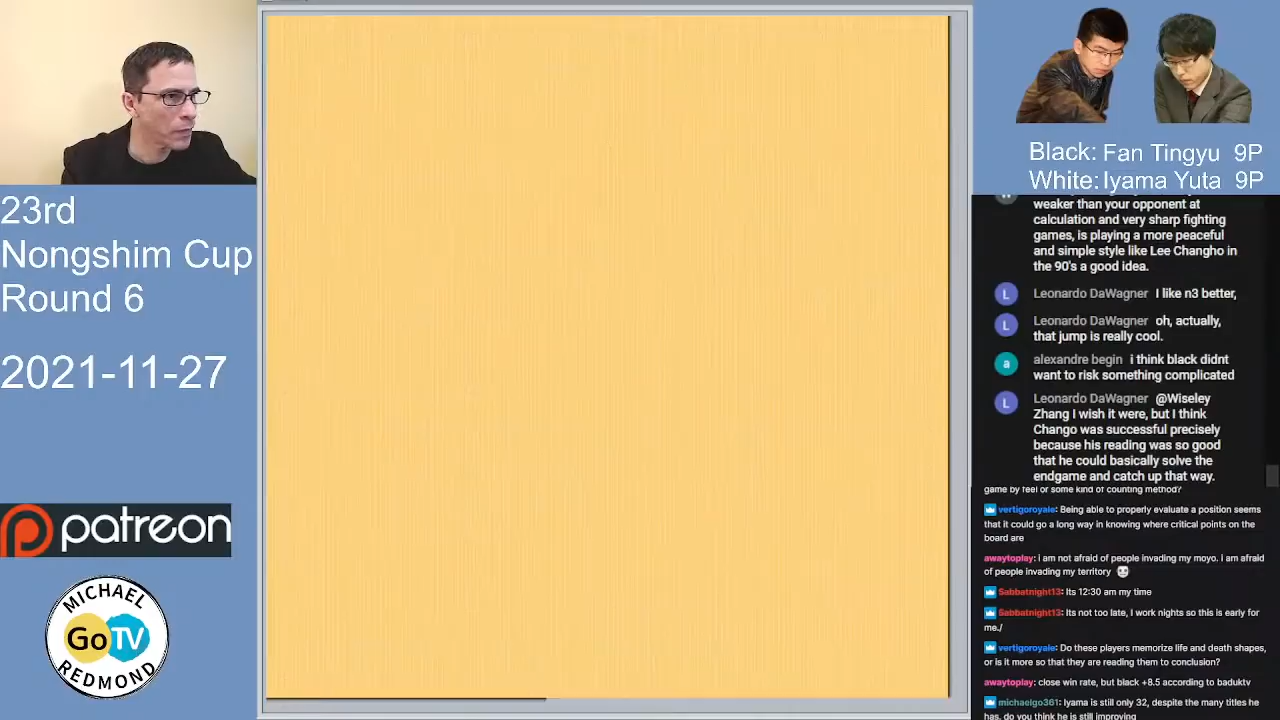 23rd
Nongshim Cup
Round 6
2021-11-27
patreon
MICHAEL
GoTV
REDMOND
Black: Fan Tingyu 9P
White: Iyama Yuta 9P
weaker than your opponent at
calculation and very sharp fighting
games, is playing a more peaceful
and simple style like Lee Changho in
the 90's a good idea.
L
Leonardo DaWagner I like n3 better,
L
Leonardo DaWagner oh, actually,
that jump is really cool.
a
alexandre begin i think black didnt
want to risk something complicated
L
Leonardo DaWagner @Wiseley
Zhang I wish it were, but I think
Chango was successful precisely
because his reading was so good
that he could basically solve the
endgame and catch up that way.
game by feel or some kind of counting method?
vertigoroyale: Being able to properly evaluate a position seems
that it could go a long way in knowing where critical points on the
board are
awaytoplay: i am not afraid of people invading my moyo. i am afraid
of people invading my territory
Sabbatnight13: Its 12:30 am my time
Sabbatnight13: Its not too late, I work nights so this is early for
me./
vertigoroyale: Do these players memorize life and death shapes,
or is it more so that they are reading them to conclusion?
awaytoplay: close win rate, but black +8.5 according to baduktv
michaelgo361: Iyama is still only 32, despite the many titles he
has, do you think he is still improving